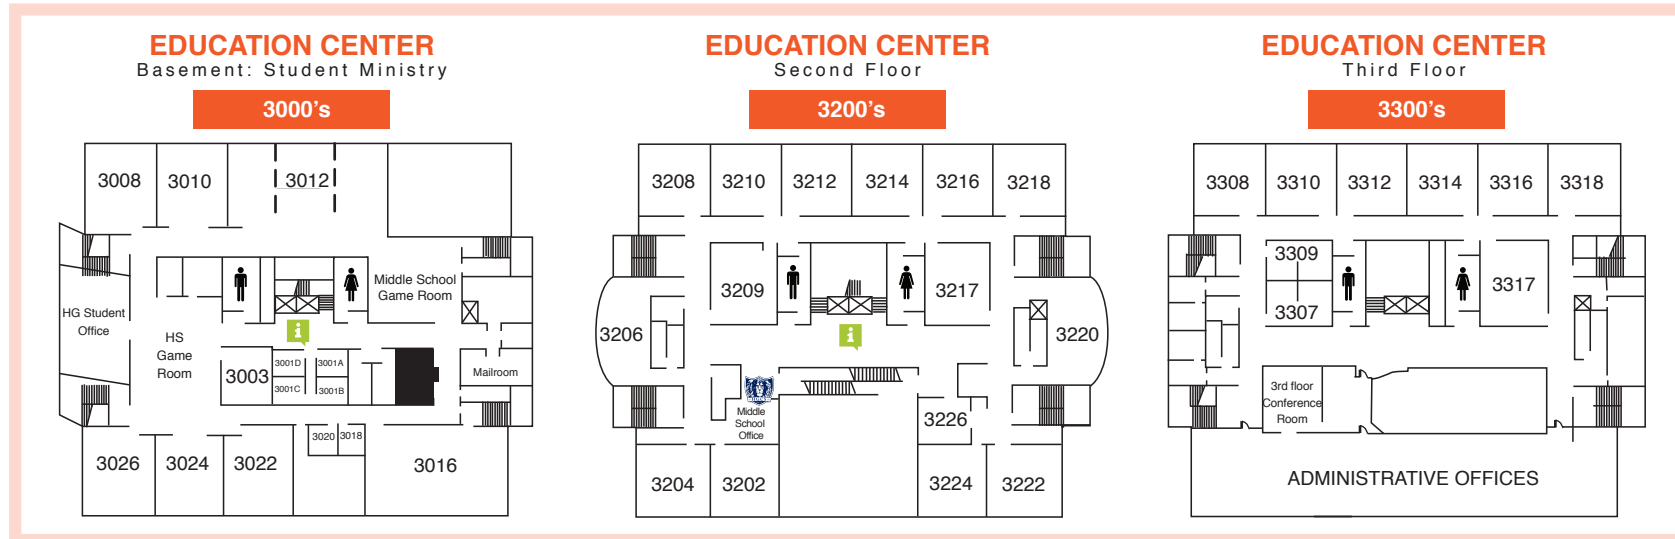 EDUCATION CENTER
Basement: Student Ministry
3000's
3008
3010
3012
Middle School
Game Room
HG Student
Office
HS
Game
Room
i
3003
3001D
3001A
3001C
3001B
Mailroom
3020
3018
3026
3024
3022
3016
EDUCATION CENTER
Second Floor
3200's
3208
3210
3212
3214
3216
3218
3209
3217
3206
i
3220
Middle
School
Office
3226
3204
3202
3224
3222
EDUCATION CENTER
Third Floor
3300's
3308
3310
3312
3314
3316
3318
3309
3307
3317
3rd floor
Conference
Room
ADMINISTRATIVE OFFICES